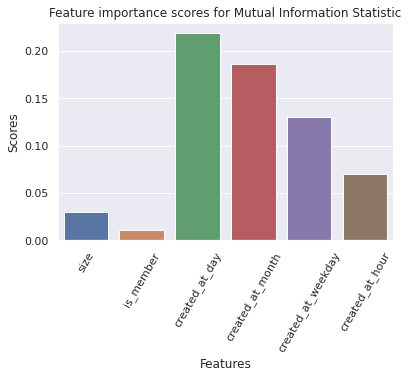 Feature importance scores for Mutual Information Statistic
Scores
0.20
0.15
0.10
0.05
0.00
size
is_member
created_at_day
created_at_month
created_at_weekday
created_at_hour
Features